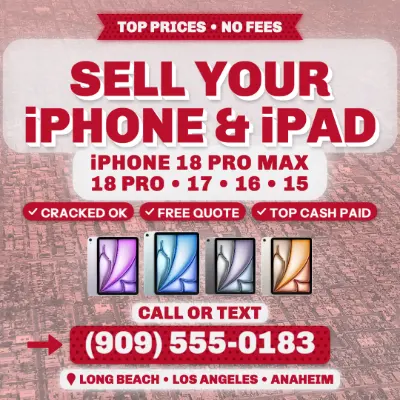 TOP PRICES • NO FEES
SELL YOUR
iPHONE & iPAD
iPHONE 18 PRO MAX
18 PRO • 17 • 16 • 15
CRACKED OK
FREE QUOTE
TOP CASH PAID
CALL OR TEXT
(909) 555-0183
LONG BEACH • LOS ANGELES • ANAHEIM